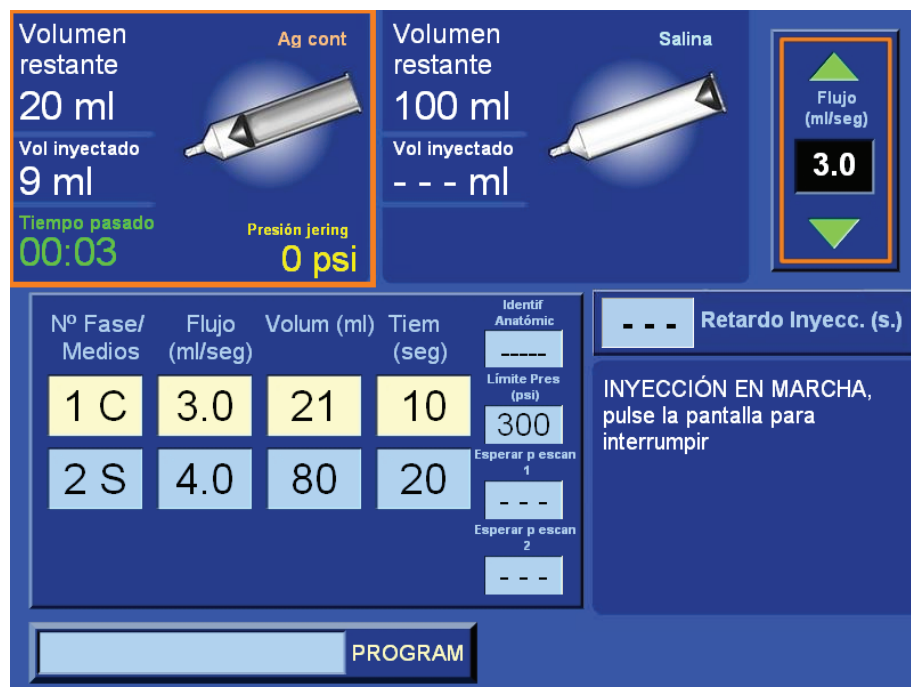 Volumen
restante
20 ml
Vol inyectado
9 ml
Tiempo pasado
00:03
Ag cont
Presión jering
0 psi
Volumen
restante
100 ml
Vol inyectado
- - - ml
Salina
Flujo
(ml/seg)
3.0
Nº Fase/
Medios
Flujo
(ml/seg)
Volum (ml)
Tiem
(seg)
1 C 3.0 21 10
2 S 4.0 80 20
Identif
Anatómic
-----
Límite Pres
(psi)
300
Esperar p escan
1
- - -
Esperar p escan
2
- - -
- - - Retardo Inyecc. (s.)
INYECCIÓN EN MARCHA,
pulse la pantalla para
interrumpir
PROGRAM